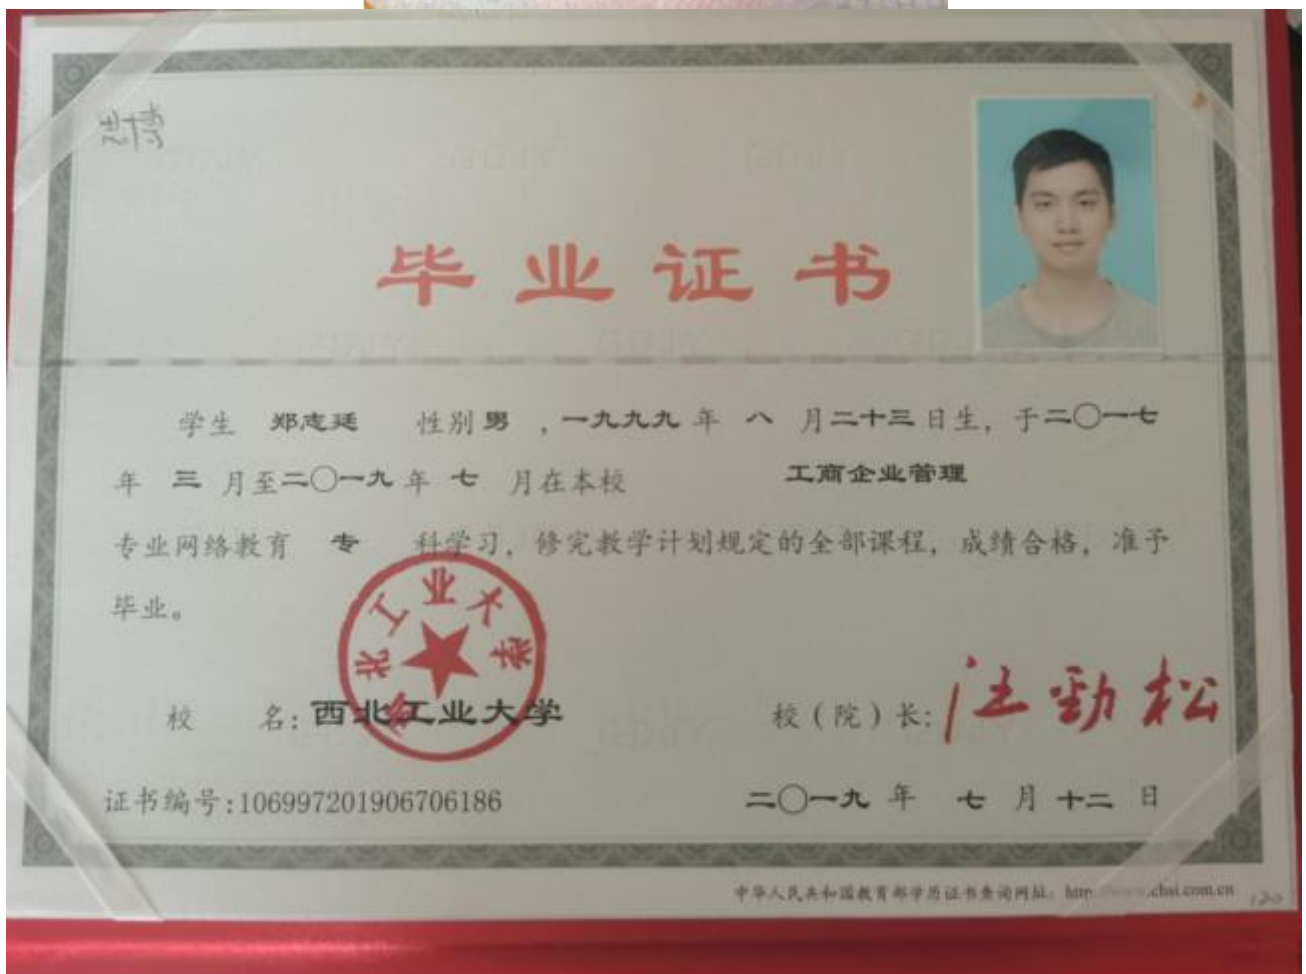 毕业证书
学生 郑志廷 性别 男 ,一九九九 年 八 月二十三日生, 于二〇一七
年 三 月至二〇一九 年 七 月在本校 工商企业管理
专业网络教育 专 科学习, 修完教学计划规定的全部课程, 成绩合格, 准予
毕业。
西北工业大学
校 名: 西北工业大学 校(院)长: 汪劲松
证书编号:106997201906706186 二〇一九 年 七 月 十二 日
中华人民共和国教育部学历证书查询网址: http .chsi.com.cn